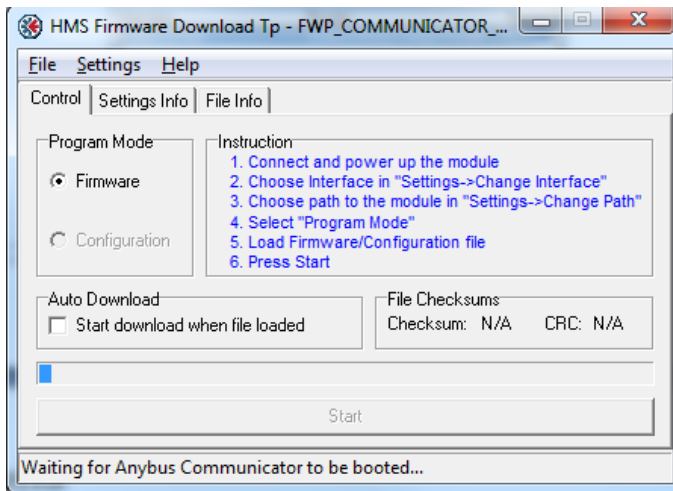 HMS Firmware Download Tp - FWP_COMMUNICATOR_...
File Settings Help
Control Settings Info File Info
Program Mode
Firmware
Configuration
Instruction
1. Connect and power up the module
2. Choose Interface in "Settings->Change Interface"
3. Choose path to the module in "Settings->Change Path"
4. Select "Program Mode"
5. Load Firmware/Configuration file
6. Press Start
Auto Download
Start download when file loaded
File Checksums
Checksum: N/A CRC: N/A
Start
Waiting for Anybus Communicator to be booted...